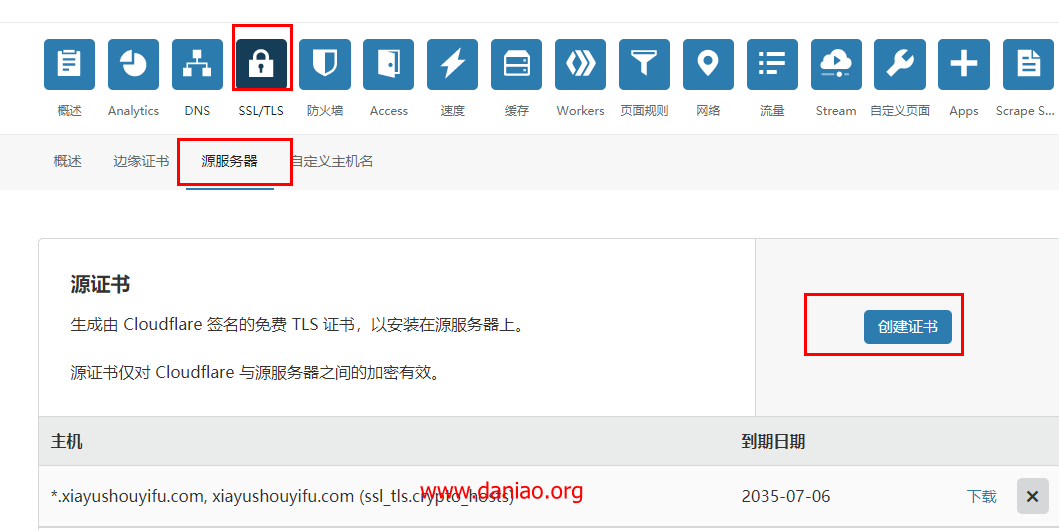 概述 Analytics DNS SSL/TLS 防火墙 Access 速度 缓存 Workers 页面规则 网络 流量 Stream 自定义页面 Apps Scrape S...
概述 边缘证书 源服务器 自定义主机名
源证书
生成由 Cloudflare 签名的免费 TLS 证书，以安装在源服务器上。
创建证书
源证书仅对 Cloudflare 与源服务器之间的加密有效。
主机 到期日期
*.xiayushouyifu.com, xiayushouyifu.com (ssl_tls.crypto_hosts) 2035-07-06 下载
www.daniao.org